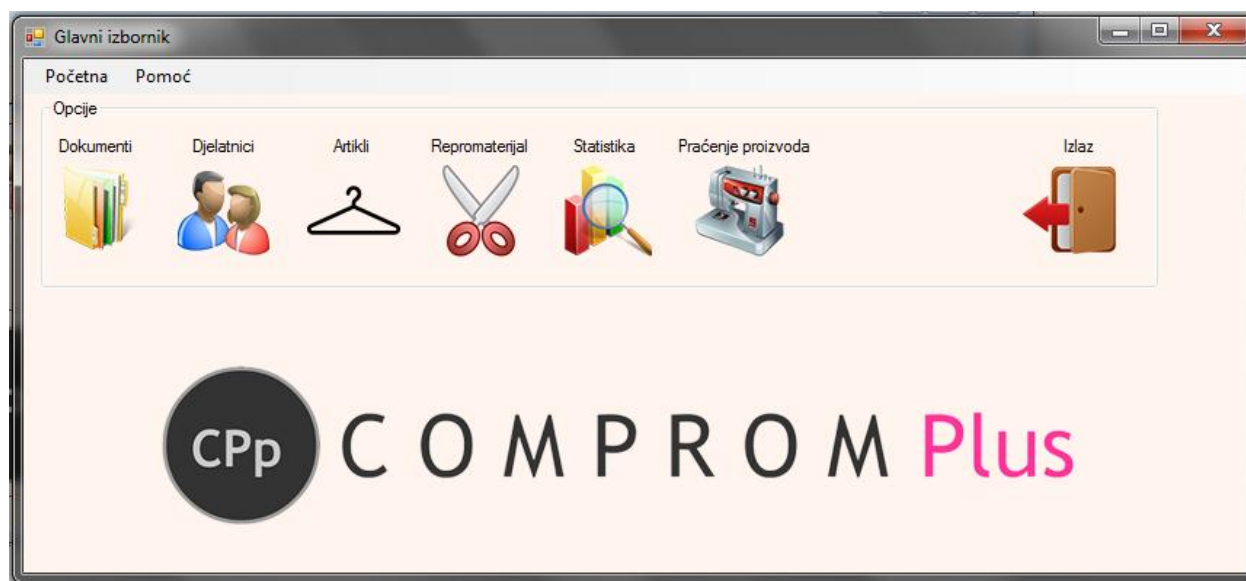 Glavni izbornik
Početna Pomoć
Opcije
Dokumenti Djelatnici Artikli Repromaterijal Statistika Praćenje proizvoda Izlaz
CPp COMPROM Plus